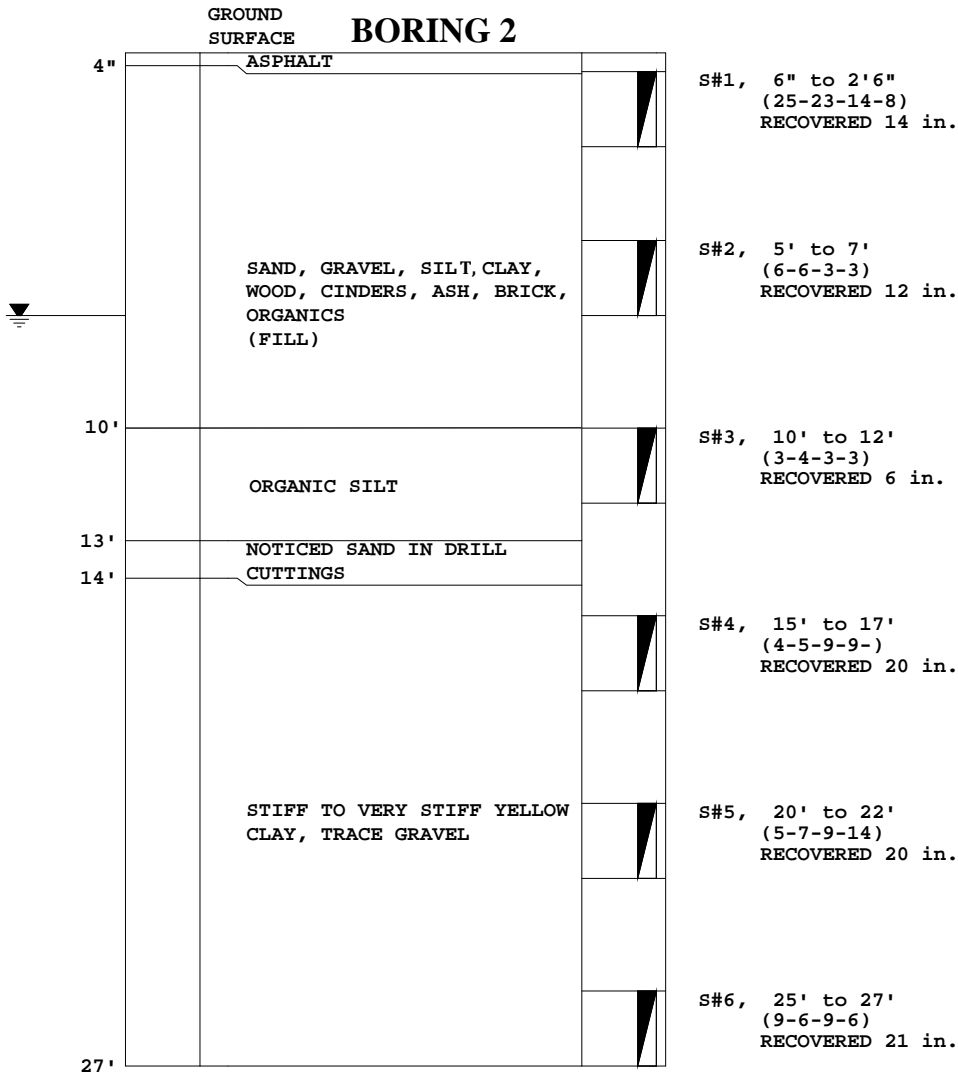 GROUND
SURFACE
BORING 2
4"
ASPHALT
S#1, 6" to 2'6"
(25-23-14-8)
RECOVERED 14 in.
S#2, 5' to 7'
(6-6-3-3)
RECOVERED 12 in.
SAND, GRAVEL, SILT, CLAY,
WOOD, CINDERS, ASH, BRICK,
ORGANICS
(FILL)
10'
S#3, 10' to 12'
(3-4-3-3)
RECOVERED 6 in.
ORGANIC SILT
13'
NOTICED SAND IN DRILL
CUTTINGS
14'
S#4, 15' to 17'
(4-5-9-9-)
RECOVERED 20 in.
STIFF TO VERY STIFF YELLOW
CLAY, TRACE GRAVEL
S#5, 20' to 22'
(5-7-9-14)
RECOVERED 20 in.
S#6, 25' to 27'
(9-6-9-6)
RECOVERED 21 in.
27'